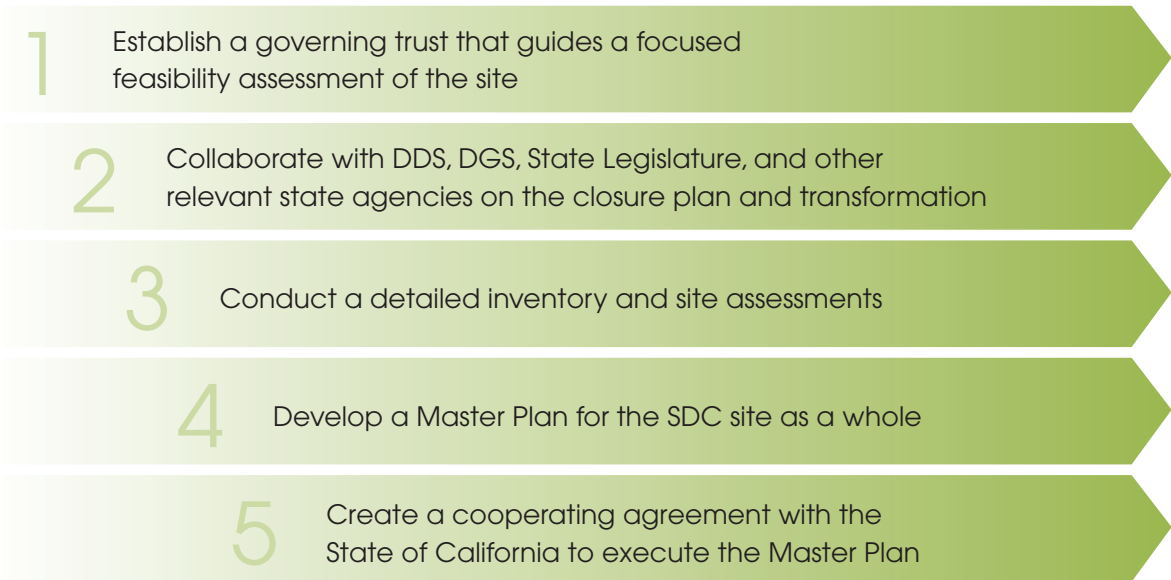 1
Establish a governing trust that guides a focused
feasibility assessment of the site
2
Collaborate with DDS, DGS, State Legislature, and other
relevant state agencies on the closure plan and transformation
3
Conduct a detailed inventory and site assessments
4
Develop a Master Plan for the SDC site as a whole
5
Create a cooperating agreement with the
State of California to execute the Master Plan